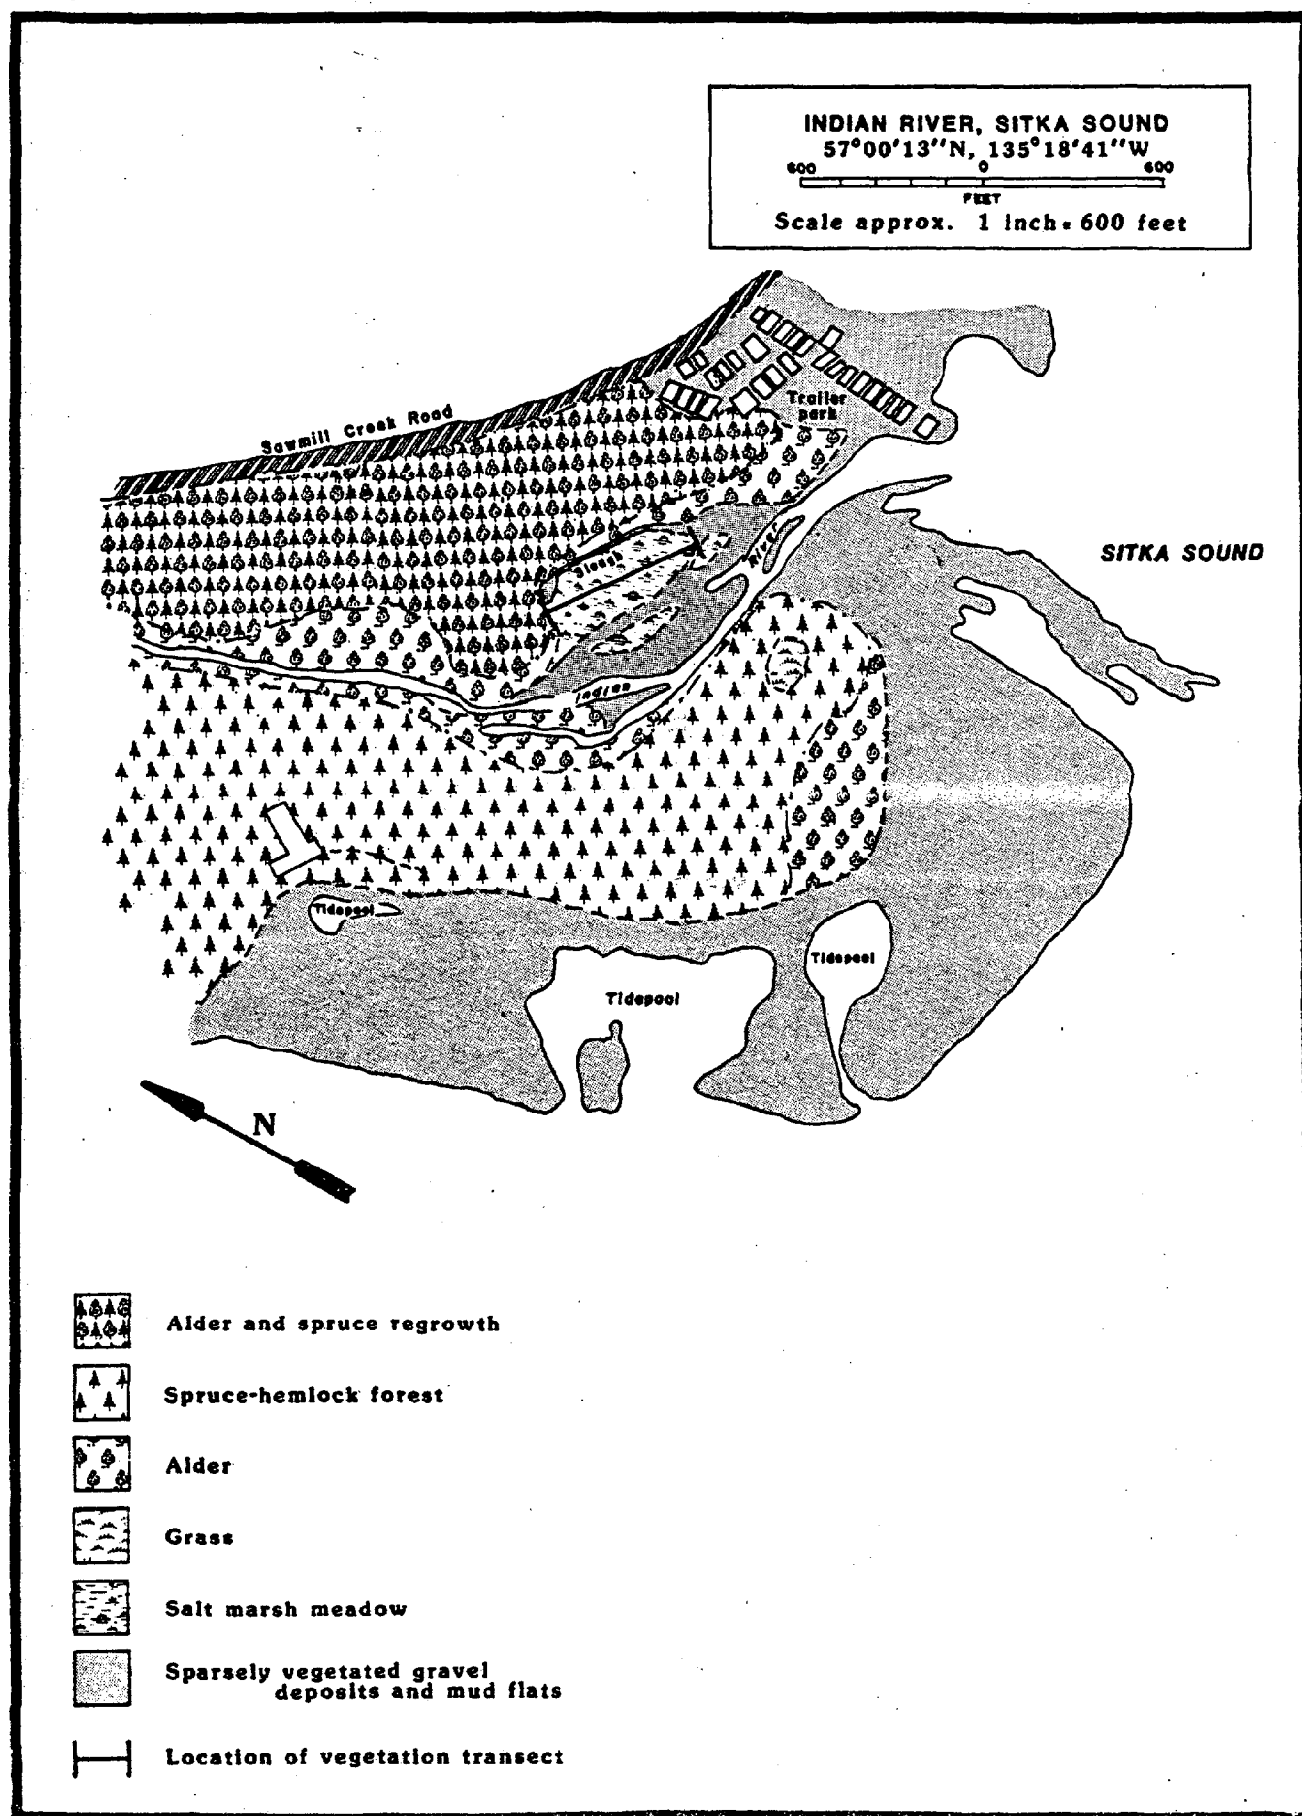 INDIAN RIVER, SITKA SOUND
57°00'13"N, 135°18'41"W
600 0 600
FEET
Scale approx. 1 inch = 600 feet
Trailer
park
Sawmill Creek Road
SITKA SOUND
Slough
River
Indian
Tidepool
Tidepool
Tidepool
N
Alder and spruce regrowth
Spruce-hemlock forest
Alder
Grass
Salt marsh meadow
Sparsely vegetated gravel
deposits and mud flats
Location of vegetation transect